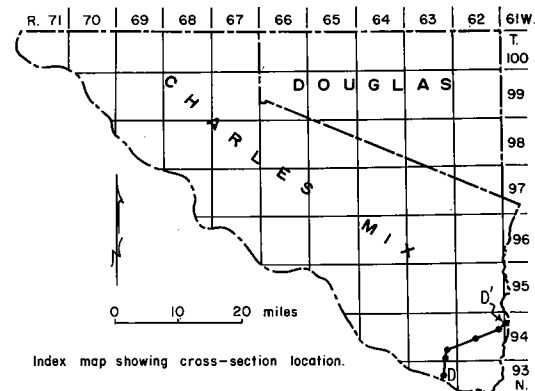 R. 71 70 69 68 67 66 65 64 63 62 61W.
T.
100
DOUGLAS
99
CHARLES MIX
98
97
96
95
D'
94
D
93
N.
N
0 10 20 miles
Index map showing cross-section location.